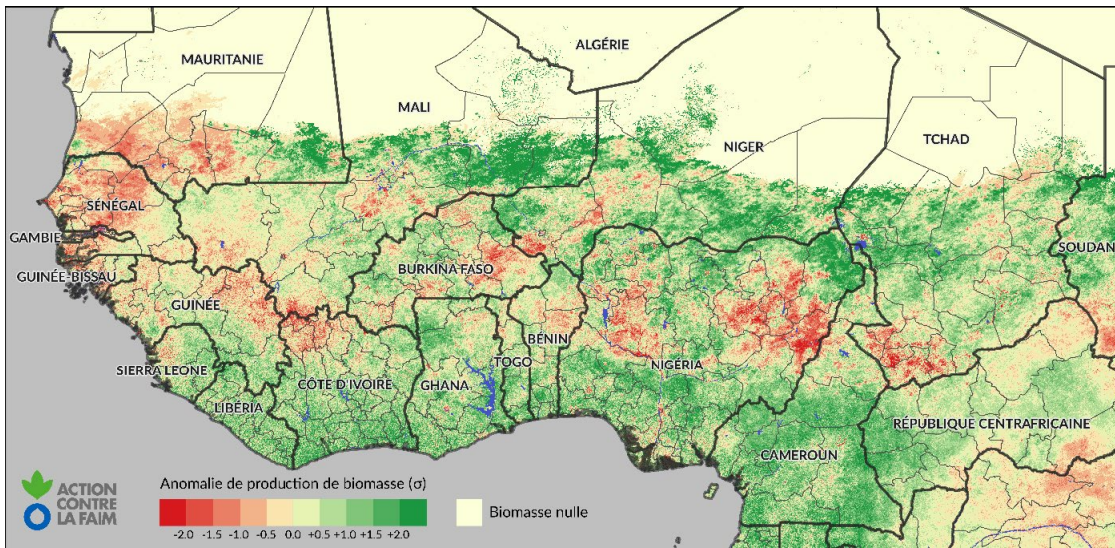 ALGÉRIE
MAURITANIE
MALI
NIGER
TCHAD
SÉNÉGAL
GAMBIE
SOUDAN
GUINÉE-BISSAU
BURKINA FASO
GUINÉE
BÉNIN
TOGO
NIGÉRIA
SIERRA LEONE
CÔTE D'IVOIRE
GHANA
LIBÉRIA
RÉPUBLIQUE CENTRAFRICAINE
CAMEROUN
ACTION
CONTRE
LA FAIM
Anomalie de production de biomasse (σ)
-2.0 -1.5 -1.0 -0.5 0.0 +0.5 +1.0 +1.5 +2.0
Biomasse nulle